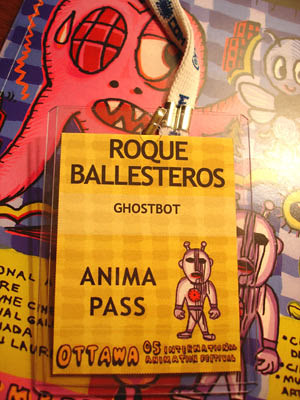 ROQUE
BALLESTEROS
GHOSTBOT
ANIMA
PASS
OTTAWA 05 INTERNATIONAL
ANIMATION FESTIVAL